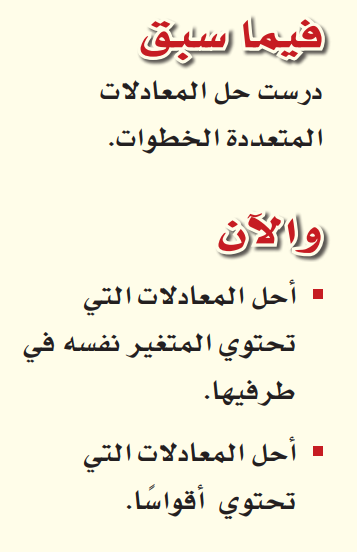 فيما سبق
درست حل المعادلات
المتعددة الخطوات.
والآن
أحل المعادلات التي
تحتوي المتغير نفسه في
طرفيها.
أحل المعادلات التي
تحتوي أقواسًا.